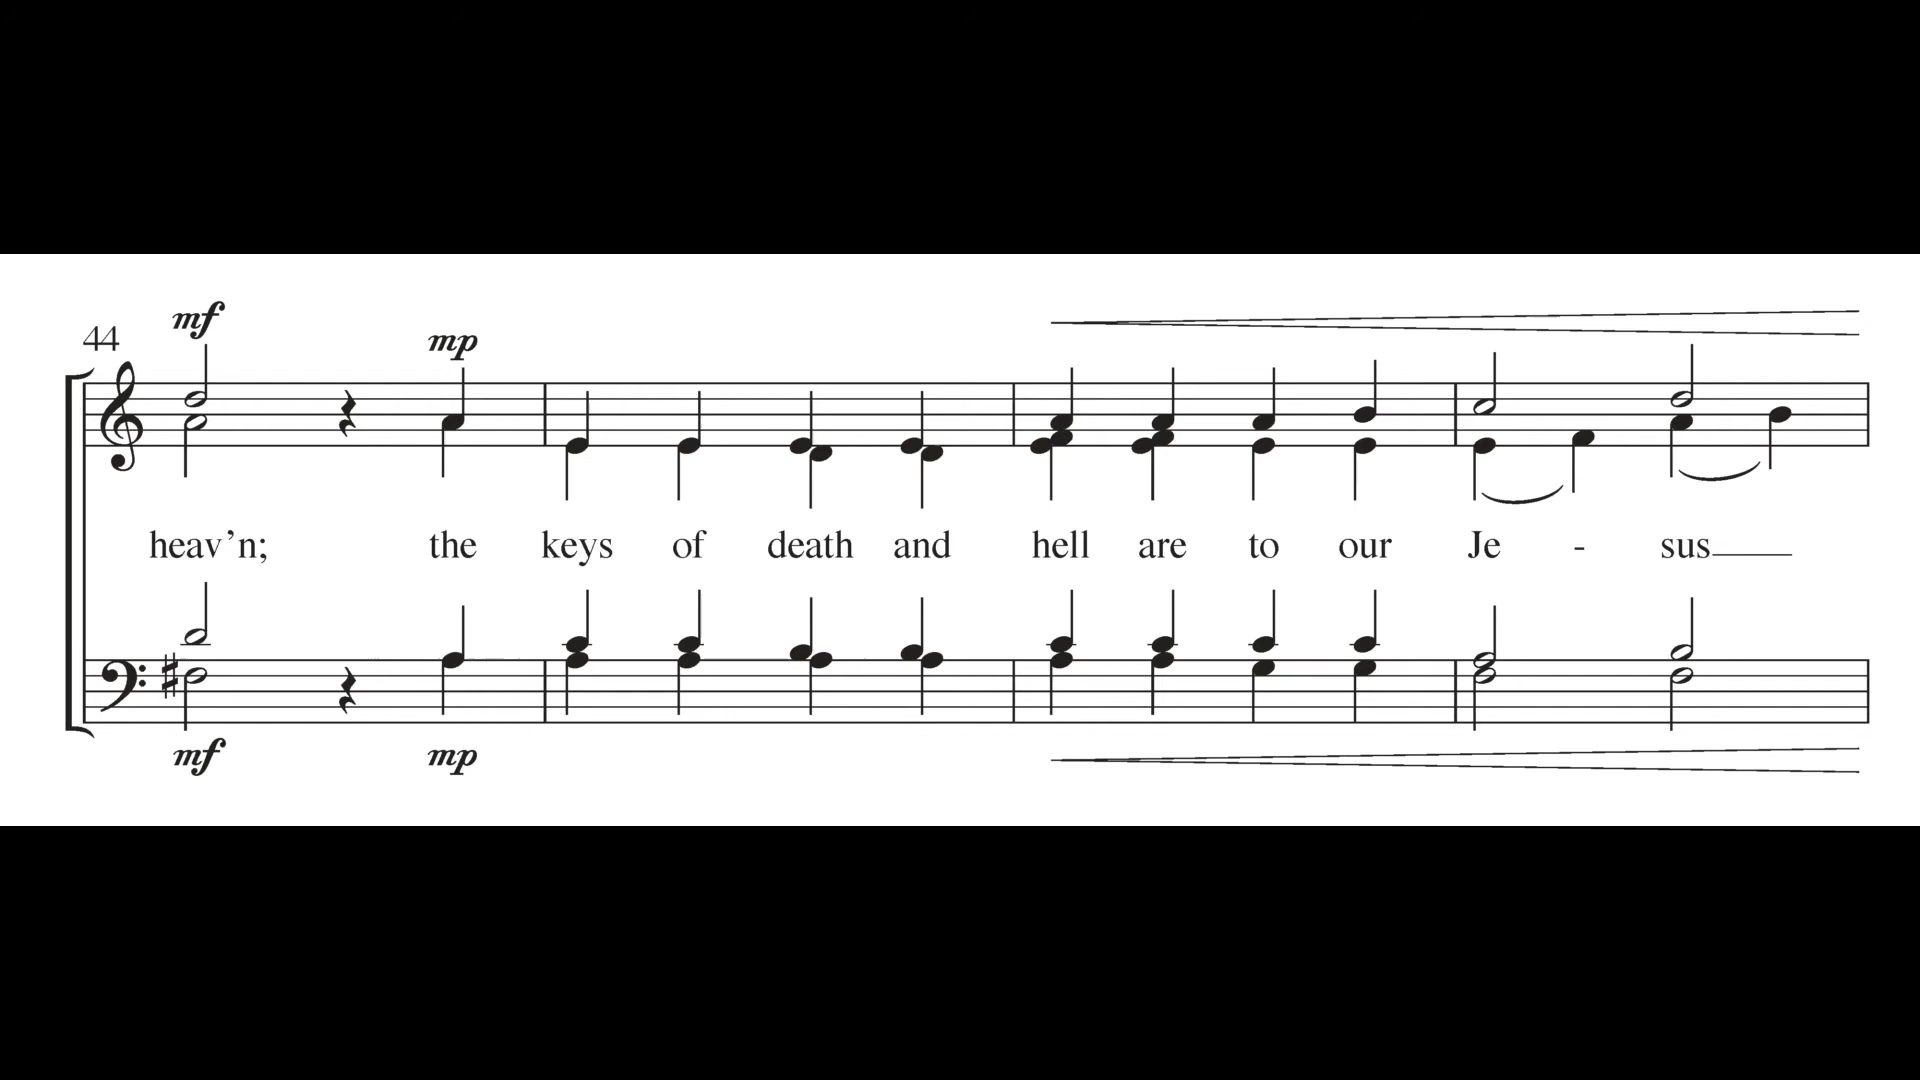 mf
44
mp
heav’n; the keys of death and hell are to our Je - sus
mf mp